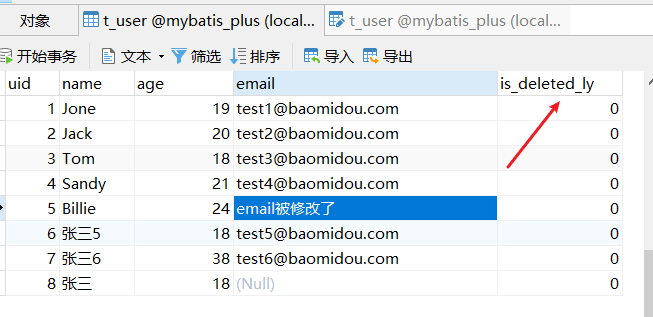 对象 t_user @mybatis_plus (local... t_user @mybatis_plus (local...
开始事务 文本 筛选 排序 导入 导出
uid name age email is_deleted_ly
1 Jone 19 test1@baomidou.com 0
2 Jack 20 test2@baomidou.com 0
3 Tom 18 test3@baomidou.com 0
4 Sandy 21 test4@baomidou.com 0
5 Billie 24 email被修改了 0
6 张三5 18 test5@baomidou.com 0
7 张三6 38 test6@baomidou.com 0
8 张三 18 (Null) 0